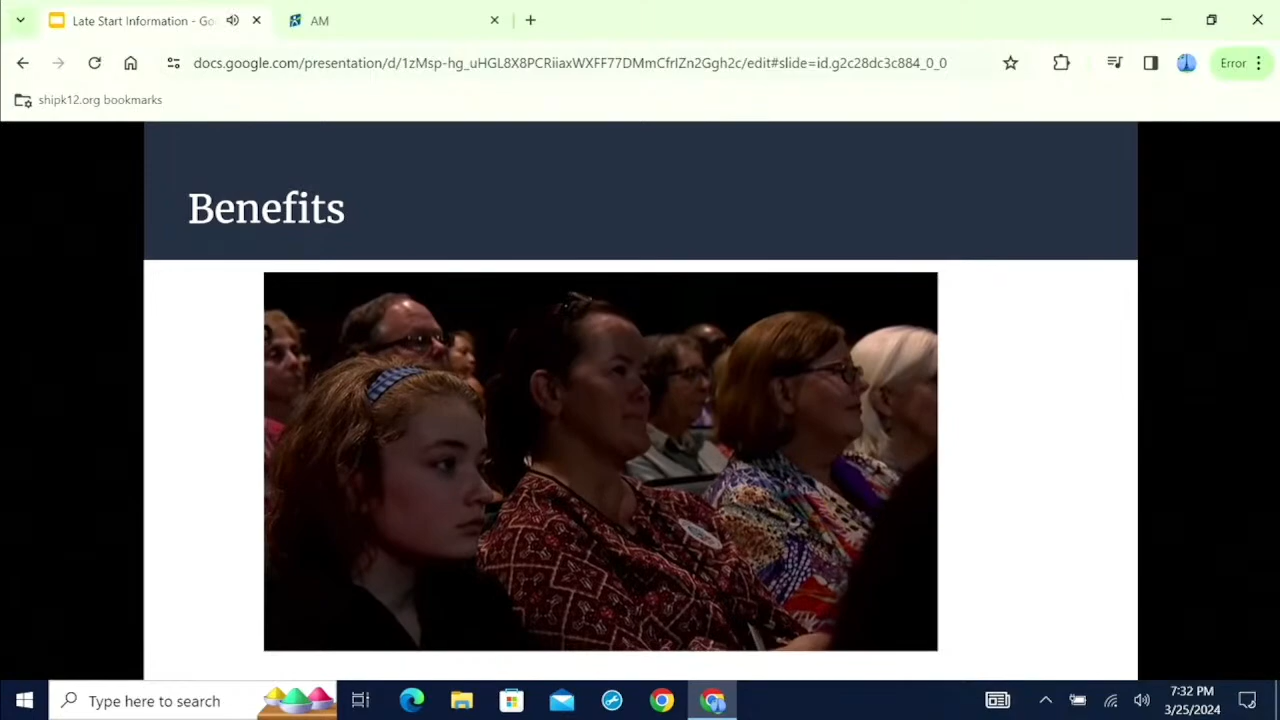 Late Start Information - Go
AM
docs.google.com/presentation/d/1zMsp-hg_uHGL8X8PCRiiaxWXFF77DMmCfrIZn2Ggh2c/edit#slide=id.g2c28dc3c884_0_0
Error
shipk12.org bookmarks
Benefits
Type here to search
7:32 PM
3/25/2024